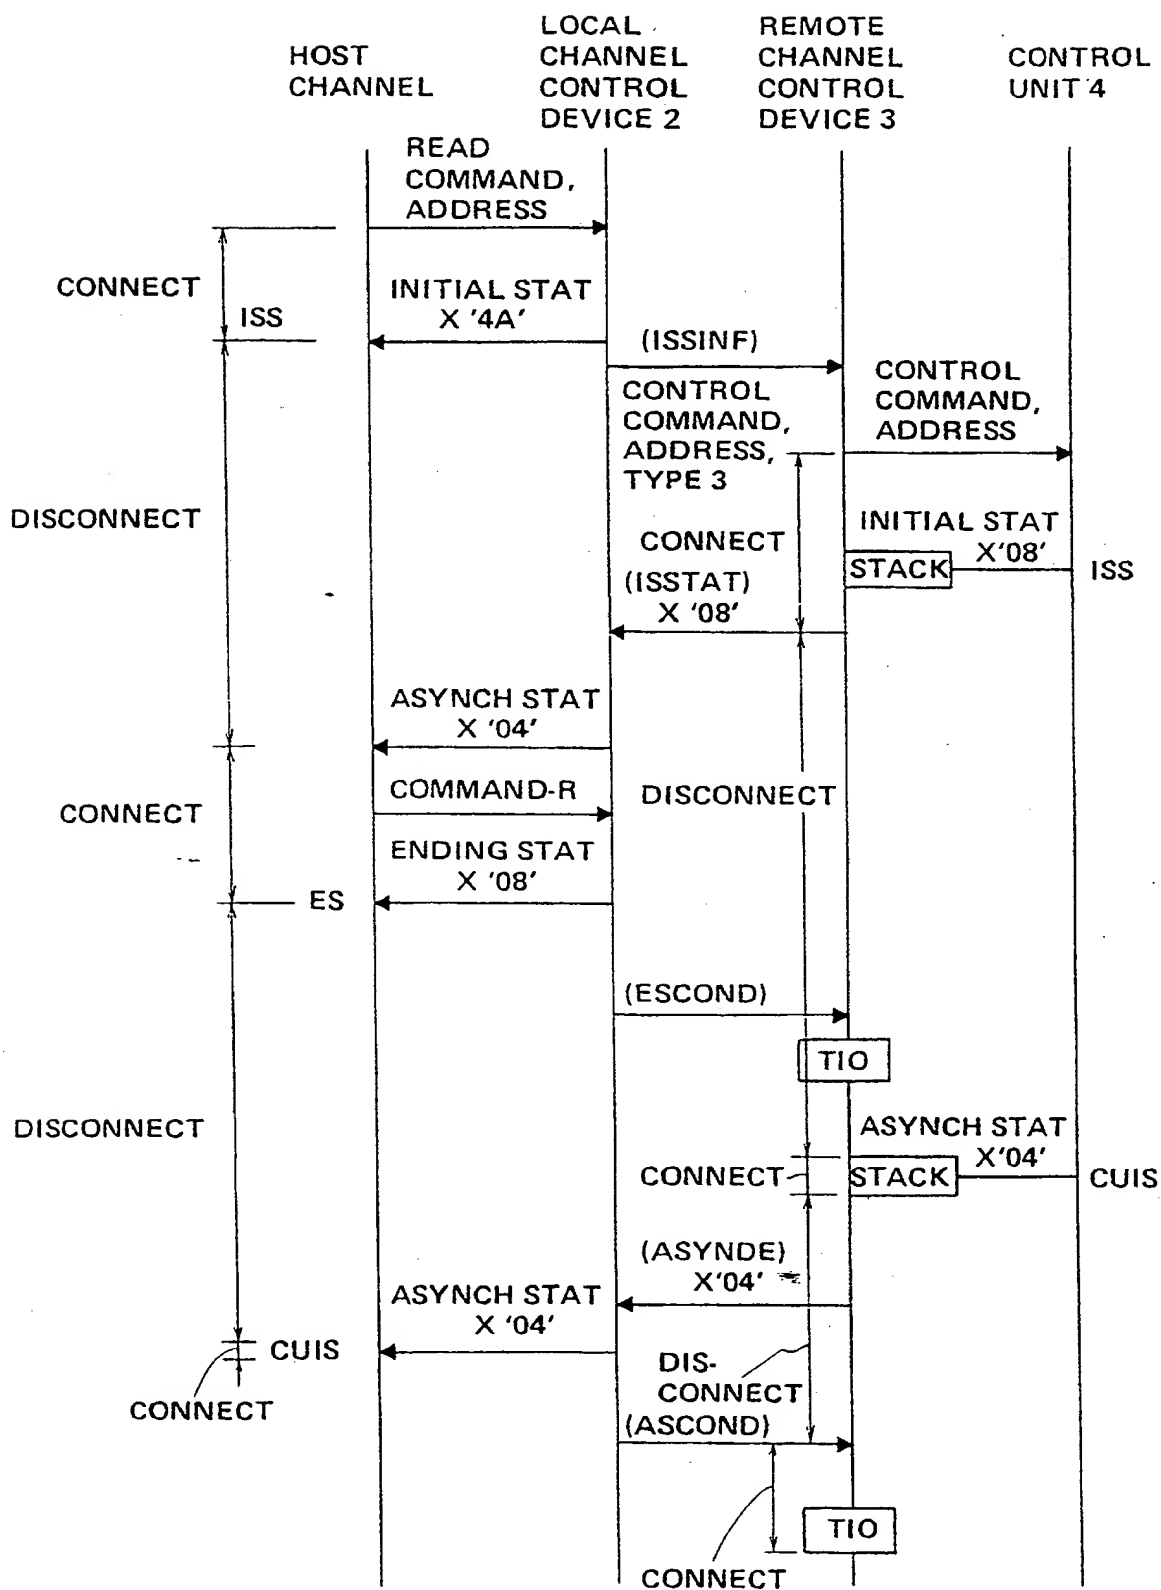 HOST
CHANNEL
LOCAL
CHANNEL
CONTROL
DEVICE 2
REMOTE
CHANNEL
CONTROL
DEVICE 3
CONTROL
UNIT 4
READ
COMMAND,
ADDRESS
CONNECT
INITIAL STAT
X '4A'
ISS
(ISSINF)
CONTROL
COMMAND,
ADDRESS,
TYPE 3
CONTROL
COMMAND,
ADDRESS
DISCONNECT
CONNECT
INITIAL STAT
X'08'
STACK
ISS
(ISSTAT)
X '08'
ASYNCH STAT
X '04'
CONNECT
COMMAND-R
DISCONNECT
ENDING STAT
X '08'
ES
(ESCOND)
TIO
DISCONNECT
ASYNCH STAT
X'04'
CONNECT
STACK
CUIS
(ASYNDE)
X'04'
ASYNCH STAT
X '04'
CUIS
CONNECT
DIS-
CONNECT
(ASCOND)
TIO
CONNECT